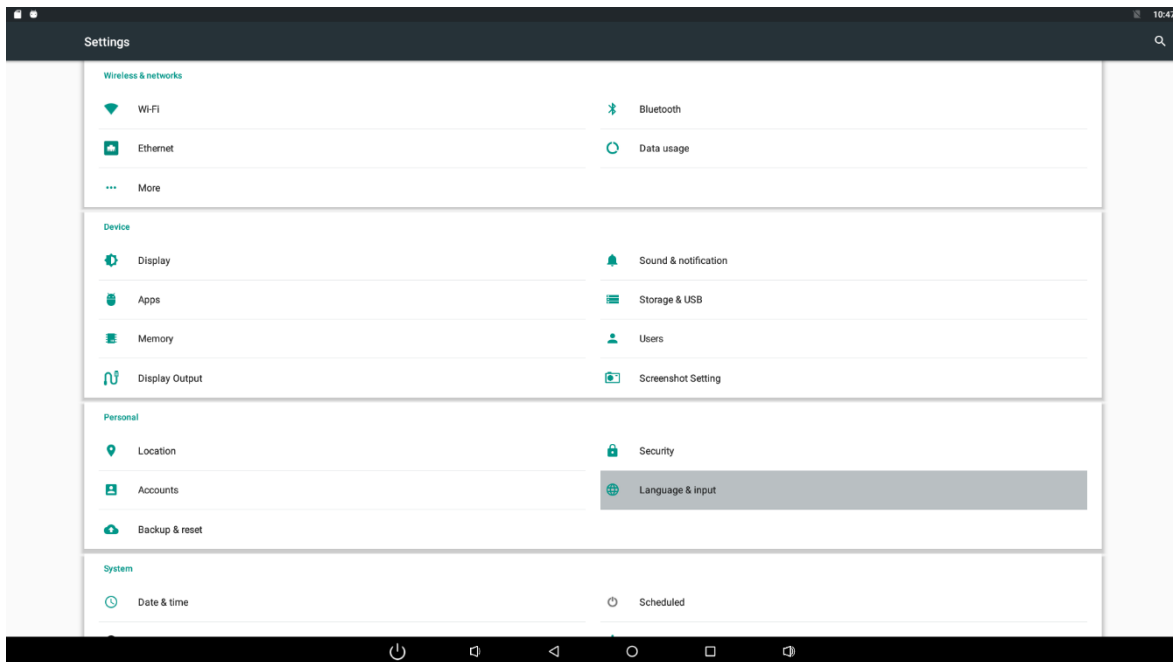 10:47
Settings
Wireless & networks
Wi-Fi
Bluetooth
Ethernet
Data usage
More
Device
Display
Sound & notification
Apps
Storage & USB
Memory
Users
Display Output
Screenshot Setting
Personal
Location
Security
Accounts
Language & input
Backup & reset
System
Date & time
Scheduled